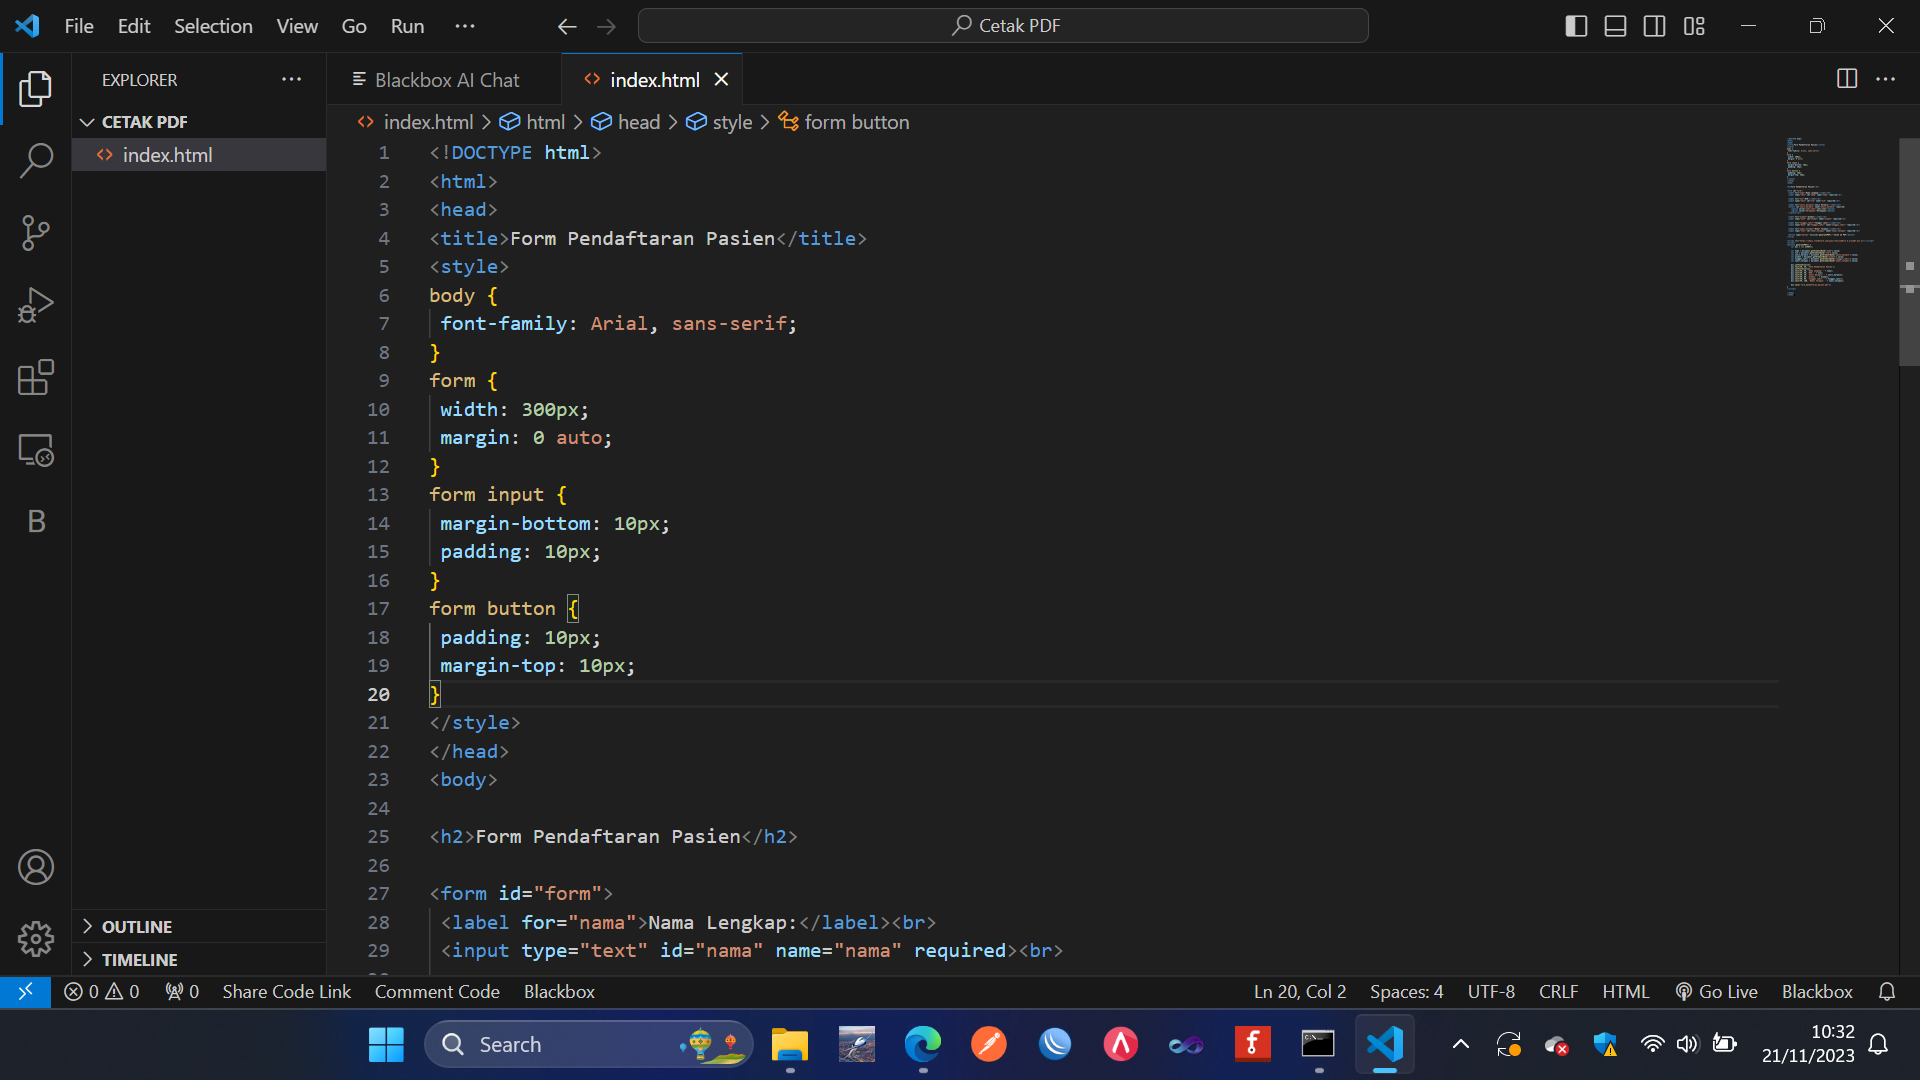 File Edit Selection View Go Run ··· Cetak PDF
EXPLORER ···
CETAK PDF
index.html
Blackbox AI Chat index.html
index.html > html > head > style > form button
1 <!DOCTYPE html>
2 <html>
3 <head>
4 <title>Form Pendaftaran Pasien</title>
5 <style>
6 body {
7 font-family: Arial, sans-serif;
8 }
9 form {
10 width: 300px;
11 margin: 0 auto;
12 }
13 form input {
14 margin-bottom: 10px;
15 padding: 10px;
16 }
17 form button {
18 padding: 10px;
19 margin-top: 10px;
20 }
21 </style>
22 </head>
23 <body>
24
25 <h2>Form Pendaftaran Pasien</h2>
26
27 <form id="form">
28 <label for="nama">Nama Lengkap:</label><br>
29 <input type="text" id="nama" name="nama" required><br>
B
OUTLINE
TIMELINE
0 0 0 Share Code Link Comment Code Blackbox Ln 20, Col 2 Spaces: 4 UTF-8 CRLF HTML Go Live Blackbox
Search
10:32
21/11/2023